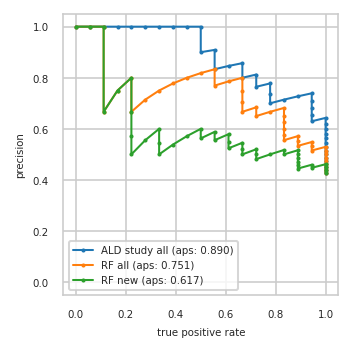 1.0
0.8
0.6
0.4
0.2
0.0
precision
ALD study all (aps: 0.890)
RF all (aps: 0.751)
RF new (aps: 0.617)
0.0 0.2 0.4 0.6 0.8 1.0
true positive rate